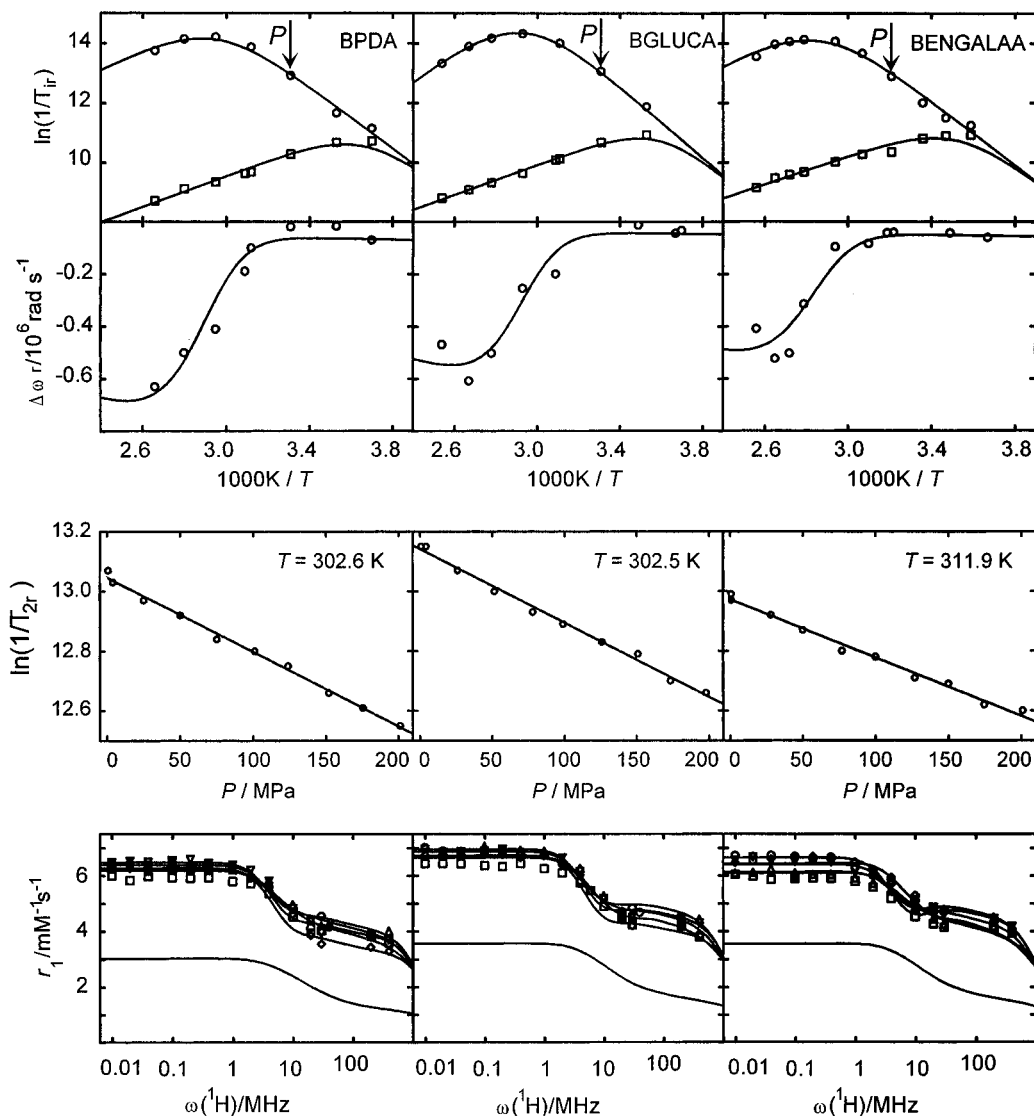 P BPDA P BGLUCA P BENGALAA
14
12
10
ln(1/T_ir)
-0.2
-0.4
-0.6
Δω_r/10^6 rad s^-1
2.6 3.0 3.4 3.8 2.6 3.0 3.4 3.8 2.6 3.0 3.4 3.8
1000K / T 1000K / T 1000K / T
13.2
13.0
12.8
12.6
ln(1/T_2r)
T = 302.6 K T = 302.5 K T = 311.9 K
0 50 100 150 200 0 50 100 150 200 0 50 100 150 200
P / MPa P / MPa P / MPa
6
4
2
r_1/mM^-1s^-1
0.01 0.1 1 10 100 0.01 0.1 1 10 100 0.01 0.1 1 10 100
ω(^1H)/MHz ω(^1H)/MHz ω(^1H)/MHz